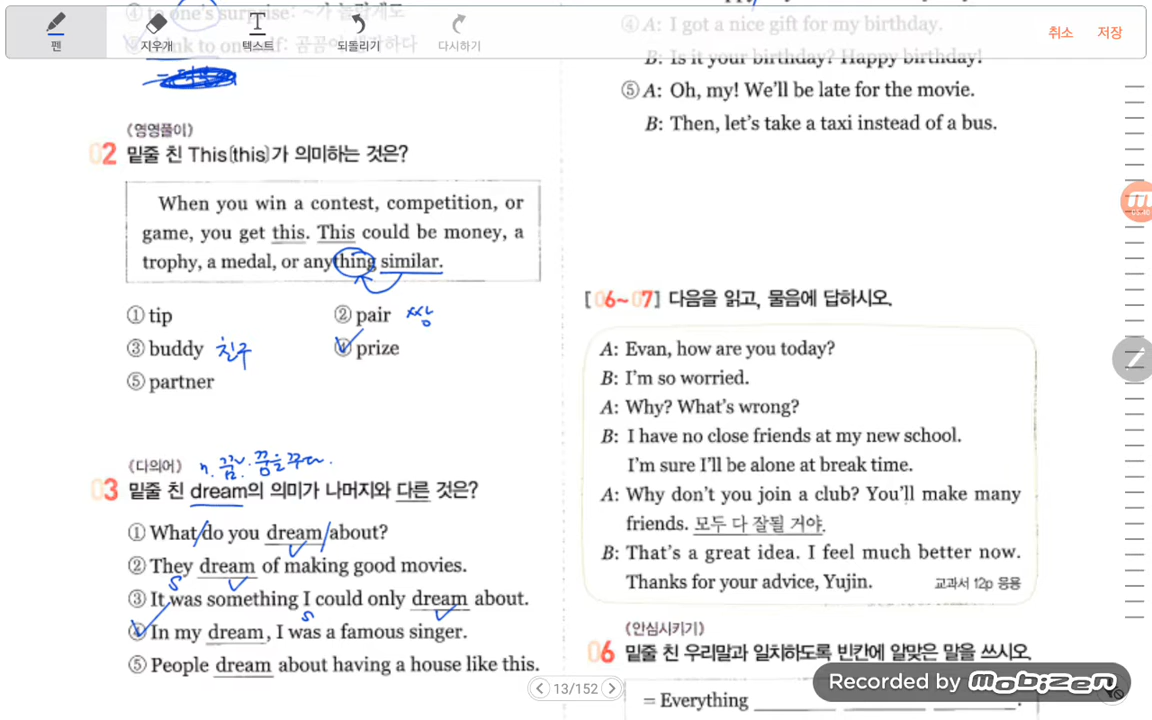 ④ to one's surprise: ~가 놀랍게도
펜
지우개
텍스트
되돌리기
다시하기
취소
저장
④ A: I got a nice gift for my birthday.
B: Is it your birthday? Happy birthday!
⑤ A: Oh, my! We'll be late for the movie.
B: Then, let's take a taxi instead of a bus.
《영영풀이》
02 밑줄 친 This(this)가 의미하는 것은?
When you win a contest, competition, or
game, you get this. This could be money, a
trophy, a medal, or anything similar.
① tip
② pair 쌍
③ buddy 친구
④ prize
⑤ partner
《다의어》 n. 꿈 v. 꿈을 꾸다.
03 밑줄 친 dream의 의미가 나머지와 다른 것은?
① What do you dream about?
② They dream of making good movies.
S
③ It was something I could only dream about.
S
④ In my dream, I was a famous singer.
⑤ People dream about having a house like this.
[06~07] 다음을 읽고, 물음에 답하시오.
A: Evan, how are you today?
B: I'm so worried.
A: Why? What's wrong?
B: I have no close friends at my new school.
I'm sure I'll be alone at break time.
A: Why don't you join a club? You'll make many
friends. 모두 다 잘될 거야.
B: That's a great idea. I feel much better now.
Thanks for your advice, Yujin. 교과서 12p 응용
《안심시키기》
06 밑줄 친 우리말과 일치하도록 빈칸에 알맞은 말을 쓰시오.
= Everything
13/152
Recorded by mobizen